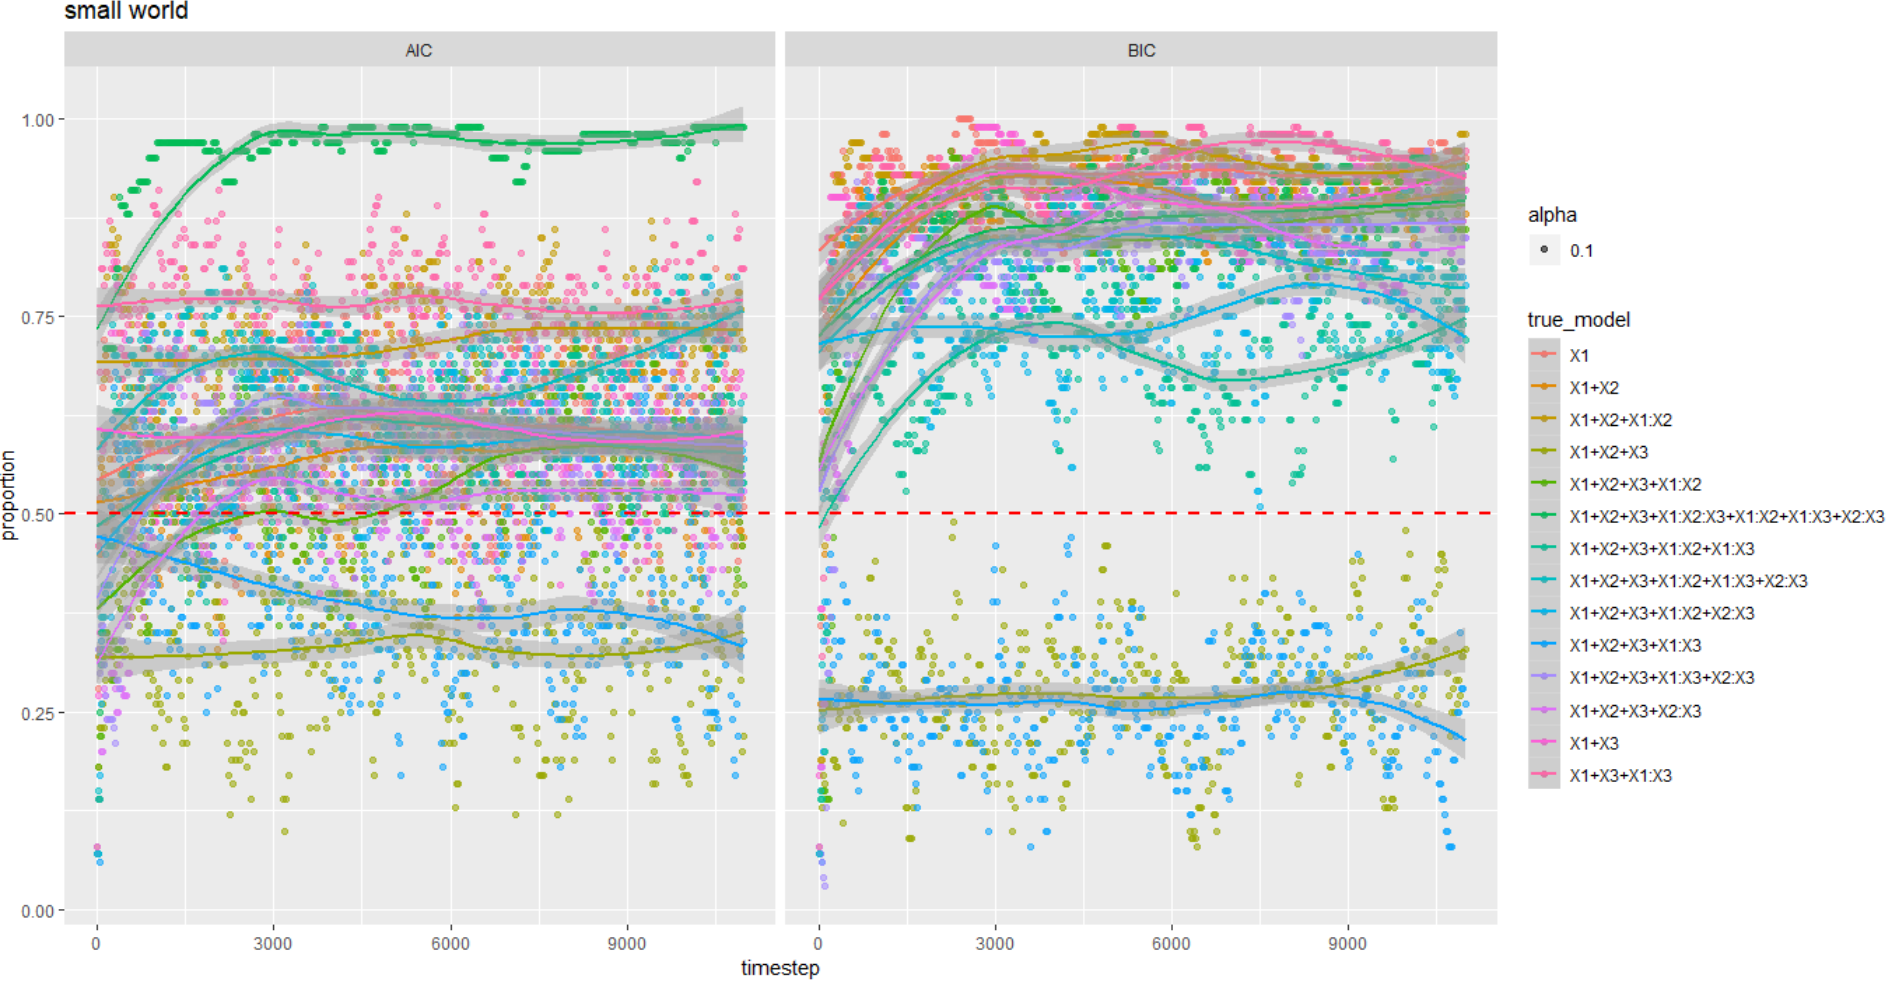 small world
AIC
BIC
proportion
1.00
0.75
0.50
0.25
0.00
0
3000
6000
9000
0
3000
6000
9000
timestep
alpha
0.1
true_model
X1
X1+X2
X1+X2+X1:X2
X1+X2+X3
X1+X2+X3+X1:X2
X1+X2+X3+X1:X2:X3+X1:X2+X1:X3+X2:X3
X1+X2+X3+X1:X2+X1:X3
X1+X2+X3+X1:X2+X1:X3+X2:X3
X1+X2+X3+X1:X2+X2:X3
X1+X2+X3+X1:X3
X1+X2+X3+X1:X3+X2:X3
X1+X2+X3+X2:X3
X1+X3
X1+X3+X1:X3